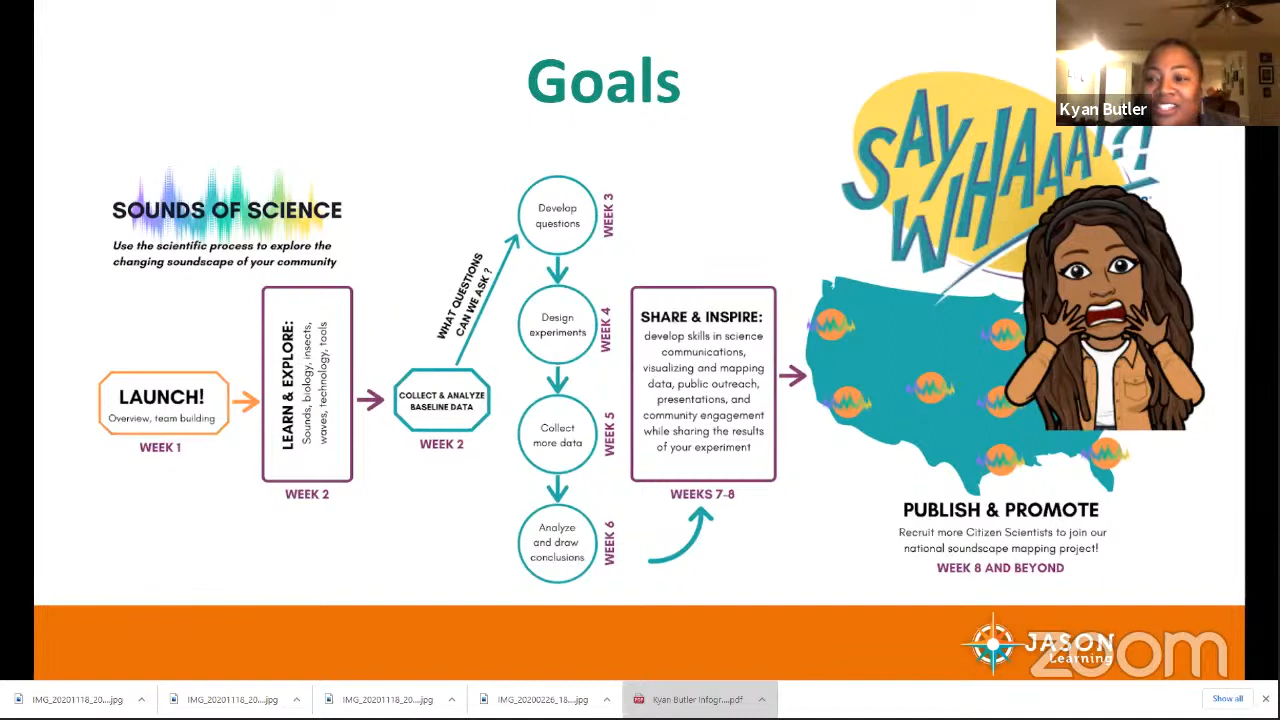 Goals
Kyan Butler
SAY
WHAAAT?!
SOUNDS OF SCIENCE
Use the scientific process to explore the
changing soundscape of your community
LAUNCH!
Overview, team building
WEEK 1
LEARN & EXPLORE:
Sounds, biology, insects,
waves, technology, tools
WEEK 2
COLLECT & ANALYZE
BASELINE DATA
WEEK 2
WHAT QUESTIONS
CAN WE ASK ?
Develop
questions
WEEK 3
Design
experiments
WEEK 4
Collect
more data
WEEK 5
Analyze
and draw
conclusions
WEEK 6
SHARE & INSPIRE:
develop skills in science
communications,
visualizing and mapping
data, public outreach,
presentations, and
community engagement
while sharing the results
of your experiment
WEEKS 7-8
PUBLISH & PROMOTE
Recruit more Citizen Scientists to join our
national soundscape mapping project!
WEEK 8 AND BEYOND
JASON
Learning
zoom
IMG_20201118_20....jpg
IMG_20201118_20....jpg
IMG_20201118_20....jpg
IMG_20200226_18....jpg
Kyan Butler Infogr....pdf
Show all